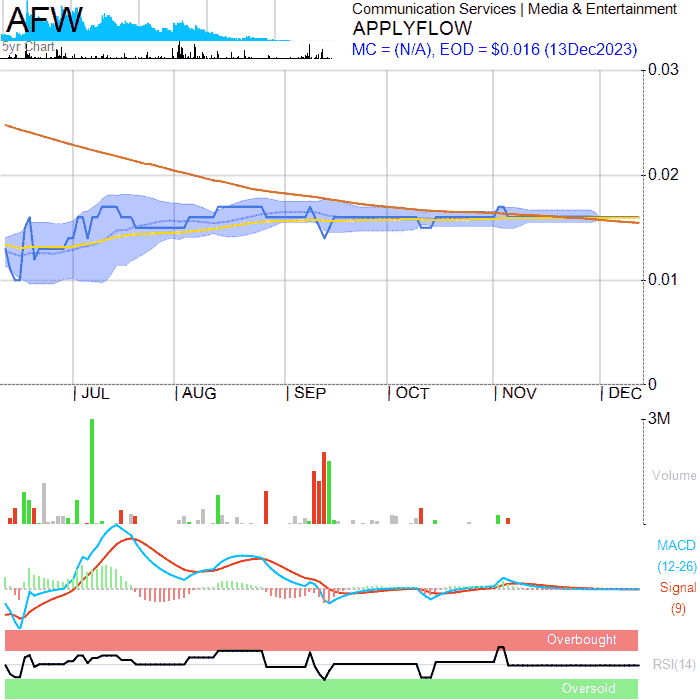 AFW
5yr Chart
Communication Services | Media & Entertainment
APPLYFLOW
MC = (N/A), EOD = $0.016 (13Dec2023)
0.03
0.02
0.01
0
| JUL | AUG | SEP | OCT | NOV | DEC
3M
Volume
MACD
(12-26)
Signal
(9)
Overbought
RSI(14)
Oversold